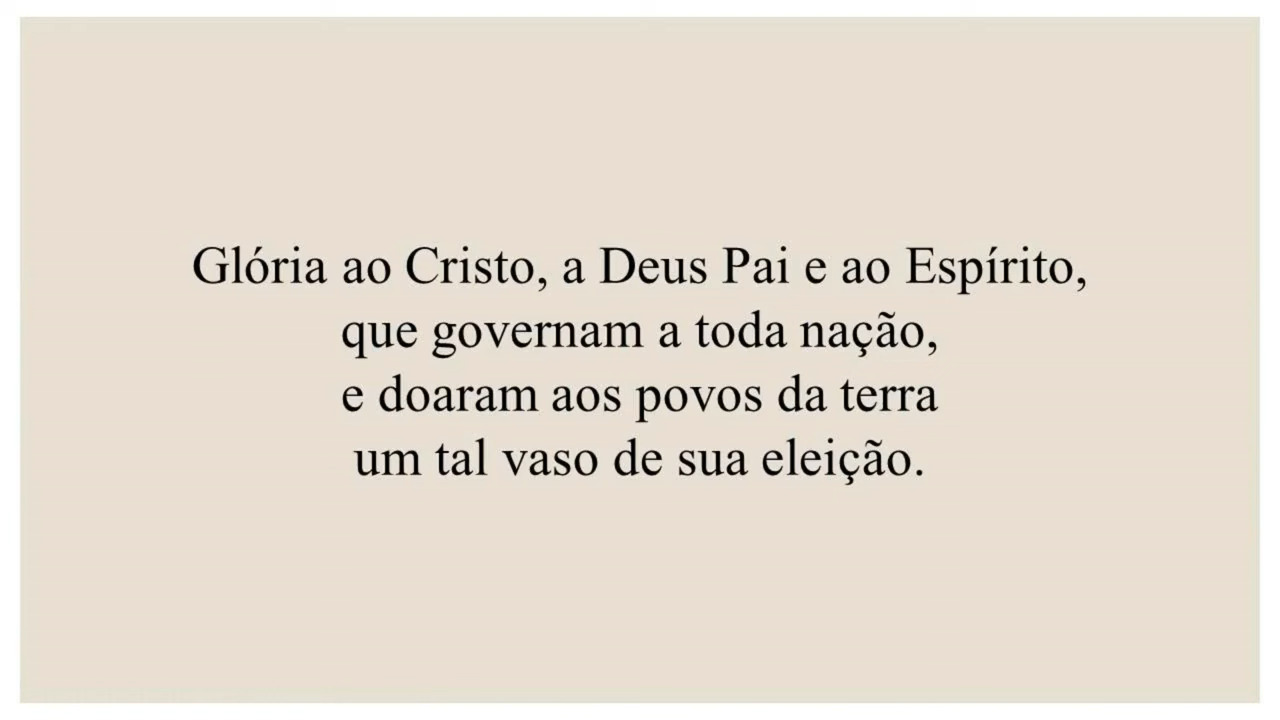 Glória ao Cristo, a Deus Pai e ao Espírito,
que governam a toda nação,
e doaram aos povos da terra
um tal vaso de sua eleição.